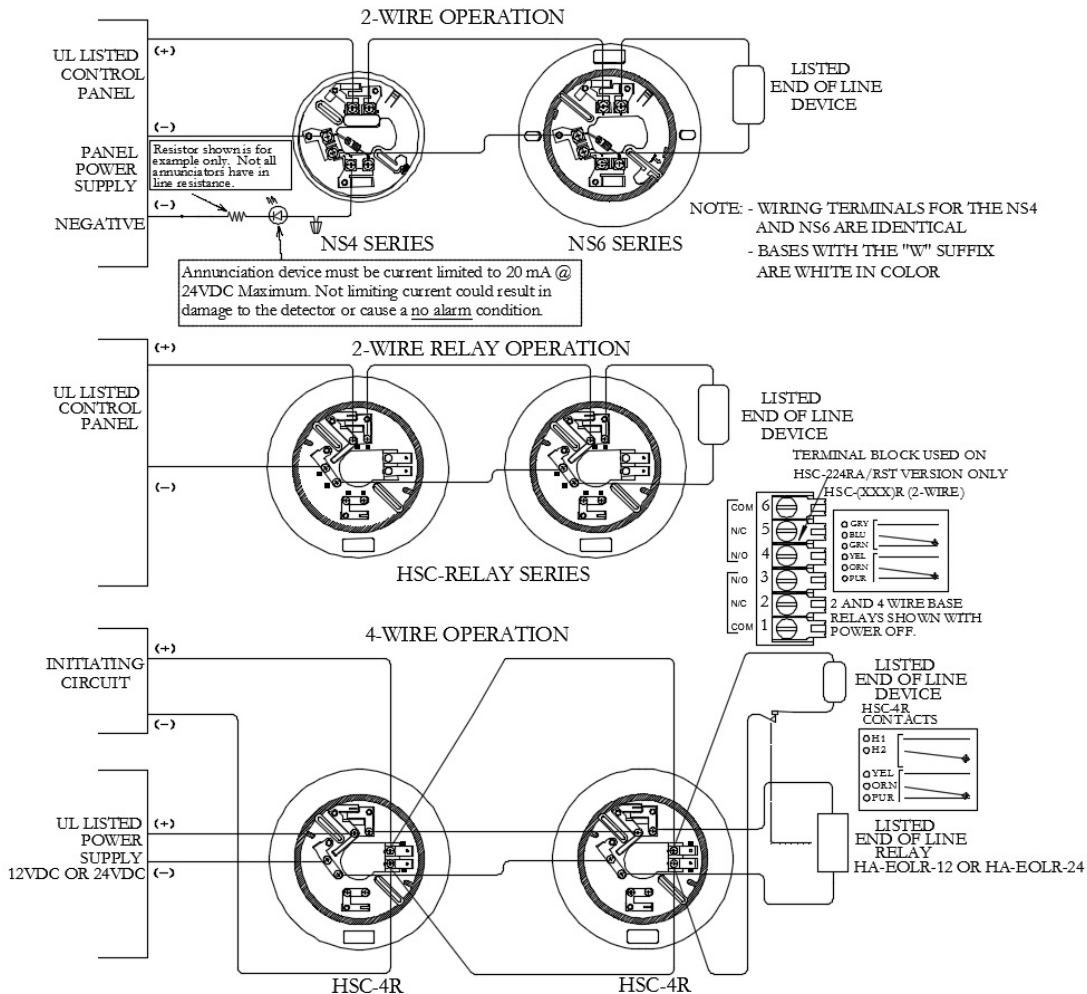 2-WIRE OPERATION
UL LISTED
CONTROL
PANEL
(+)
(-)
LISTED
END OF LINE
DEVICE
PANEL
POWER
SUPPLY
Resistor shown is for
example only. Not all
annunciators have in
line resistance.
(-)
NEGATIVE
NS4 SERIES
NS6 SERIES
NOTE: - WIRING TERMINALS FOR THE NS4
AND NS6 ARE IDENTICAL
- BASES WITH THE "W" SUFFIX
ARE WHITE IN COLOR
Annunciation device must be current limited to 20 mA @
24VDC Maximum. Not limiting current could result in
damage to the detector or cause a no alarm condition.
2-WIRE RELAY OPERATION
(+)
UL LISTED
CONTROL
PANEL
(-)
LISTED
END OF LINE
DEVICE
TERMINAL BLOCK USED ON
HSC-224RA/RST VERSION ONLY
HSC-(XXX)R (2-WIRE)
COM 6
N/C 5
N/O 4
N/O 3
N/C 2
COM 1
GRY
BLU
GRN
YEL
ORN
PUR
2 AND 4 WIRE BASE
RELAYS SHOWN WITH
POWER OFF.
HSC-RELAY SERIES
4-WIRE OPERATION
(+)
INITIATING
CIRCUIT
(-)
LISTED
END OF LINE
DEVICE
HSC-4R
CONTACTS
H1
H2
YEL
ORN
PUR
UL LISTED
POWER
SUPPLY
12VDC OR 24VDC
(+)
(-)
LISTED
END OF LINE
RELAY
HA-EOLR-12 OR HA-EOLR-24
HSC-4R
HSC-4R